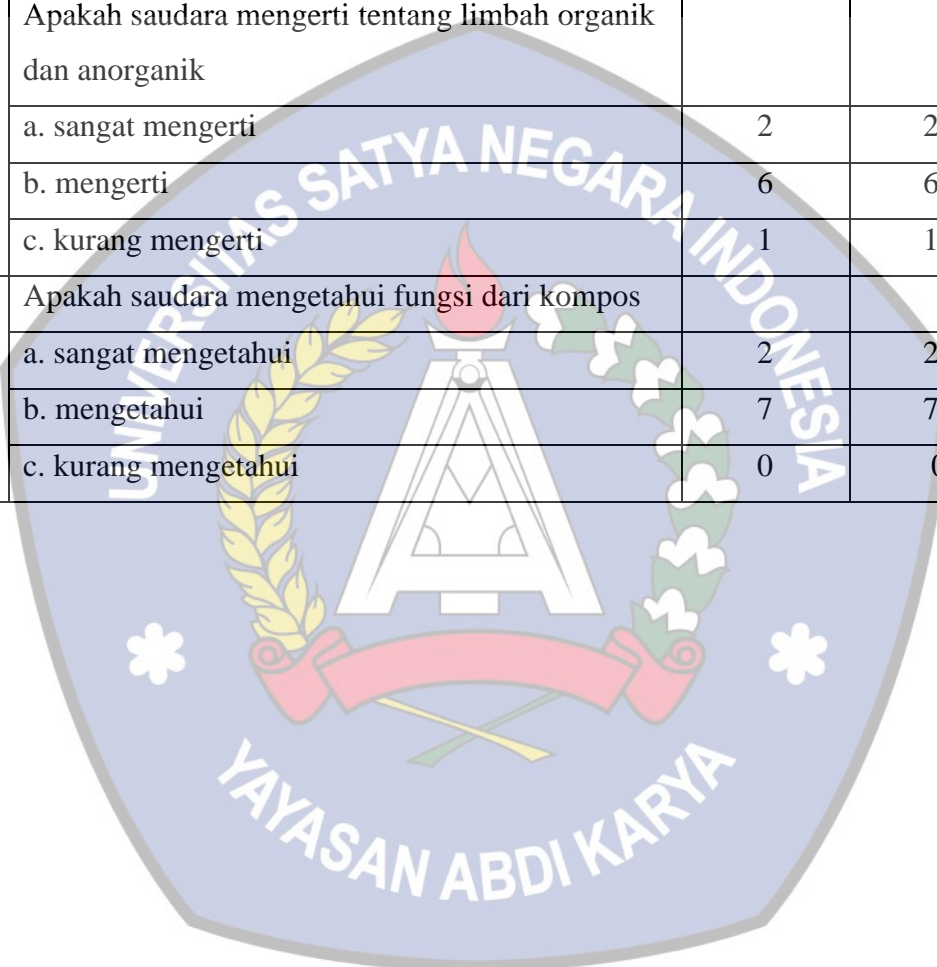 Apakah saudara mengerti tentang limbah organik
dan anorganik
a. sangat mengerti 2 2
b. mengerti 6 6
c. kurang mengerti 1 1
Apakah saudara mengetahui fungsi dari kompos
a. sangat mengetahui 2 2
b. mengetahui 7 7
c. kurang mengetahui 0
UNIVERSITAS SATYA NEGARA INDONESIA
YAYASAN ABDI KARYA